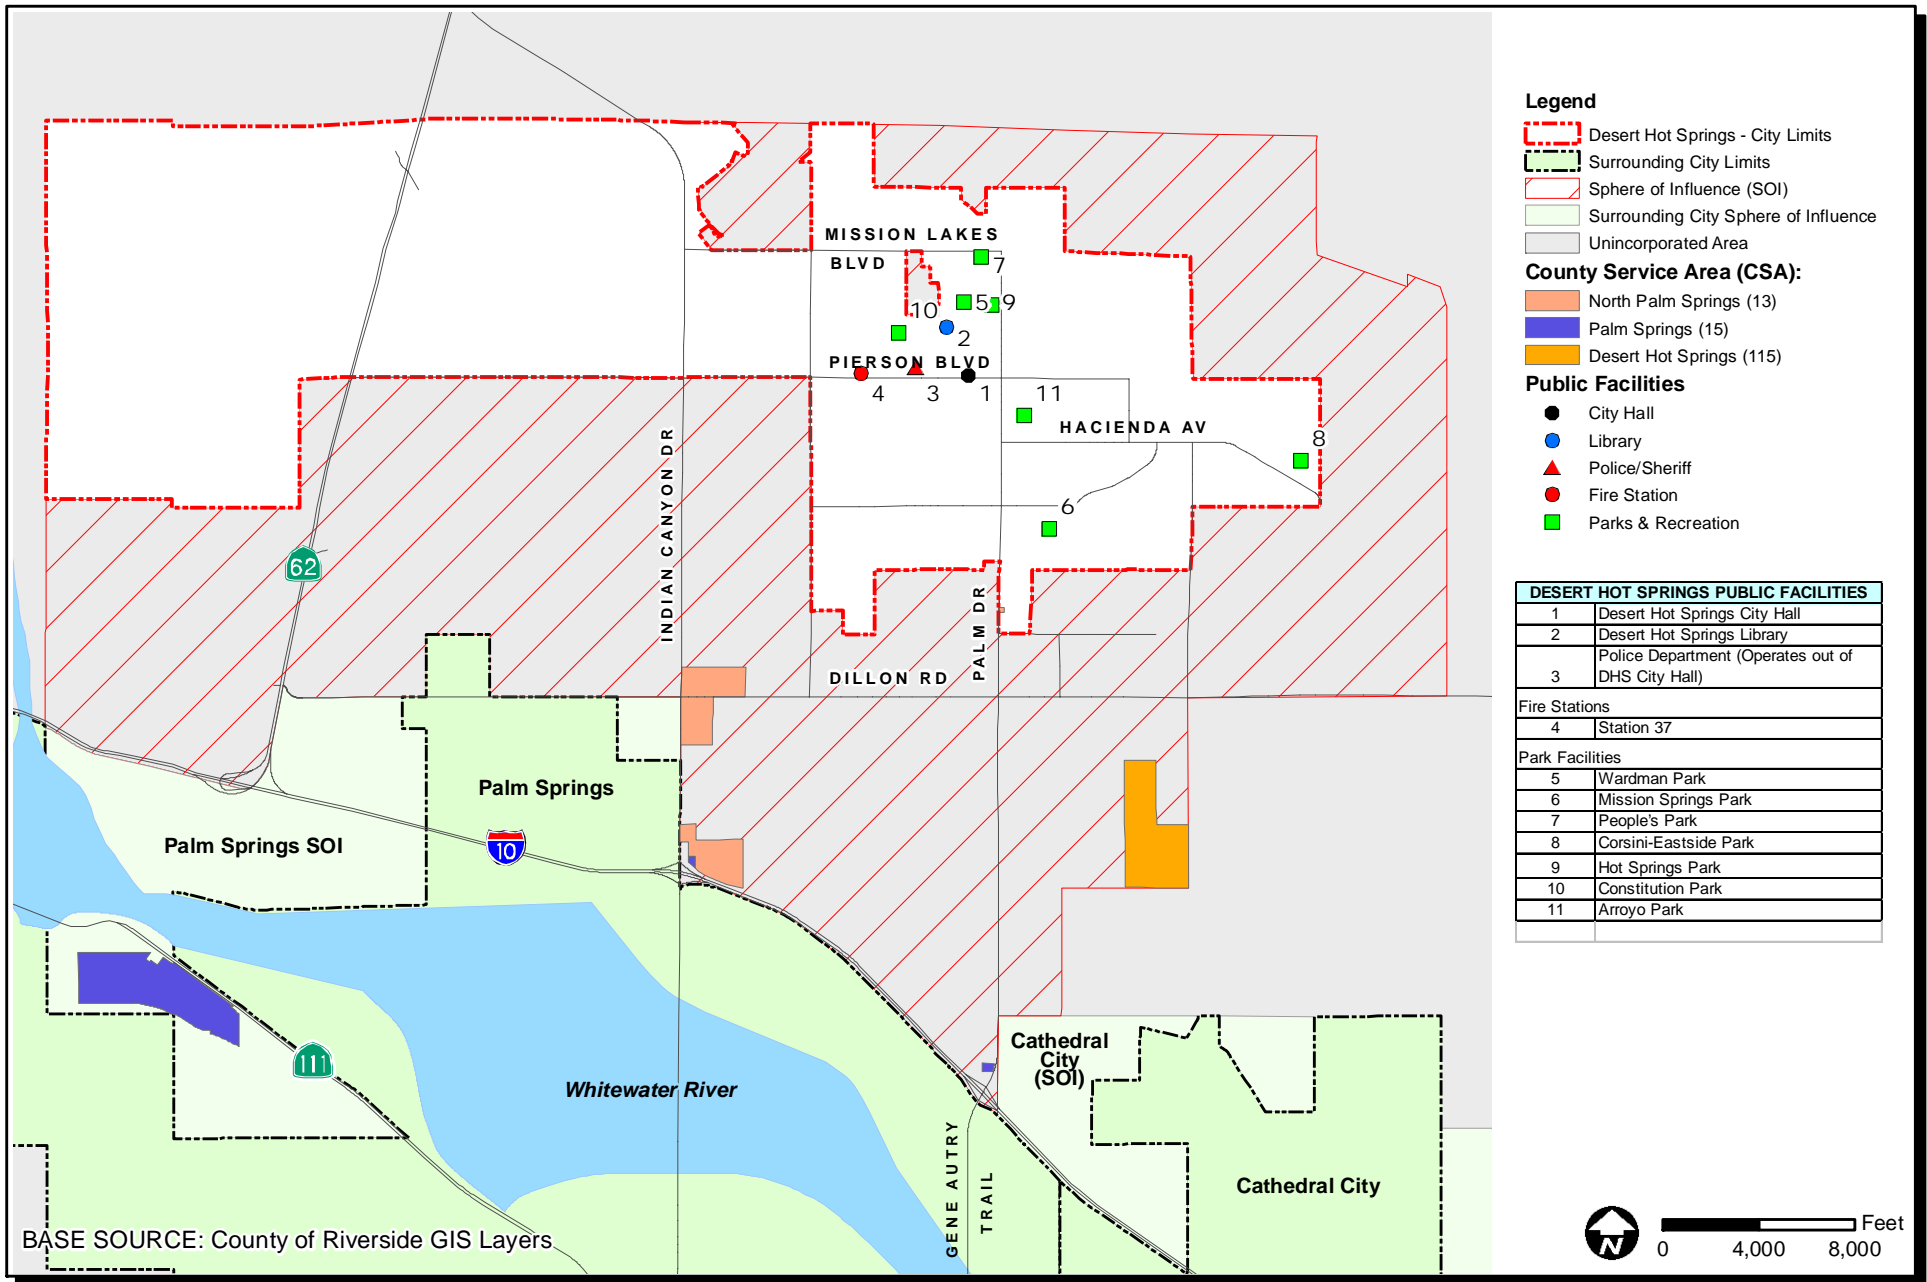 MISSION LAKES
BLVD
7
5
9
10
2
PIERSON BLVD
4
3
1
11
HACIENDA AV
8
6
INDIAN CANYON DR
62
PALM DR
DILLON RD
Palm Springs
Palm Springs SOI
10
111
Whitewater River
Cathedral
City
(SOI)
Cathedral City
GENE AUTRY
TRAIL
BASE SOURCE: County of Riverside GIS Layers
Legend
Desert Hot Springs - City Limits
Surrounding City Limits
Sphere of Influence (SOI)
Surrounding City Sphere of Influence
Unincorporated Area
County Service Area (CSA):
North Palm Springs (13)
Palm Springs (15)
Desert Hot Springs (115)
Public Facilities
City Hall
Library
Police/Sheriff
Fire Station
Parks & Recreation
DESERT HOT SPRINGS PUBLIC FACILITIES
1 Desert Hot Springs City Hall
2 Desert Hot Springs Library
Police Department (Operates out of
3 DHS City Hall)
Fire Stations
4 Station 37
Park Facilities
5 Wardman Park
6 Mission Springs Park
7 People's Park
8 Corsini-Eastside Park
9 Hot Springs Park
10 Constitution Park
11 Arroyo Park
N
Feet
0 4,000 8,000